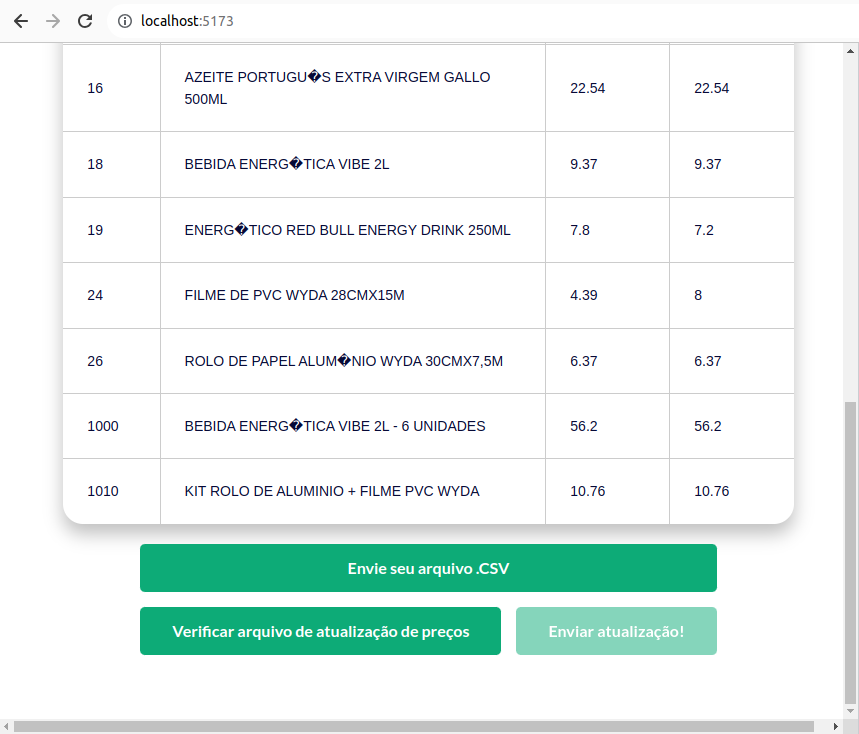 localhost:5173
16 AZEITE PORTUGU�S EXTRA VIRGEM GALLO 500ML 22.54 22.54
18 BEBIDA ENERG�TICA VIBE 2L 9.37 9.37
19 ENERG�TICO RED BULL ENERGY DRINK 250ML 7.8 7.2
24 FILME DE PVC WYDA 28CMX15M 4.39 8
26 ROLO DE PAPEL ALUM�NIO WYDA 30CMX7,5M 6.37 6.37
1000 BEBIDA ENERG�TICA VIBE 2L - 6 UNIDADES 56.2 56.2
1010 KIT ROLO DE ALUMINIO + FILME PVC WYDA 10.76 10.76
Envie seu arquivo .CSV
Verificar arquivo de atualização de preços Enviar atualização!